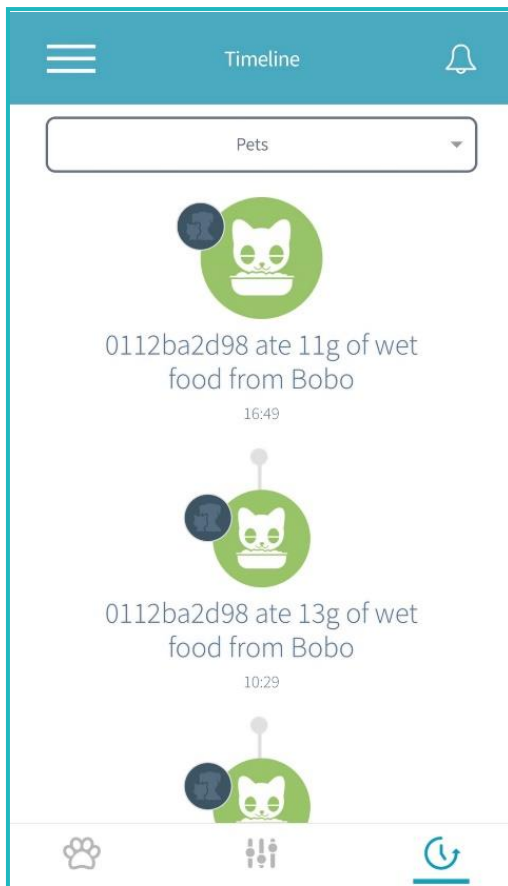 Timeline
Pets
0112ba2d98 ate 11g of wet
food from Bobo
16:49
0112ba2d98 ate 13g of wet
food from Bobo
10:29